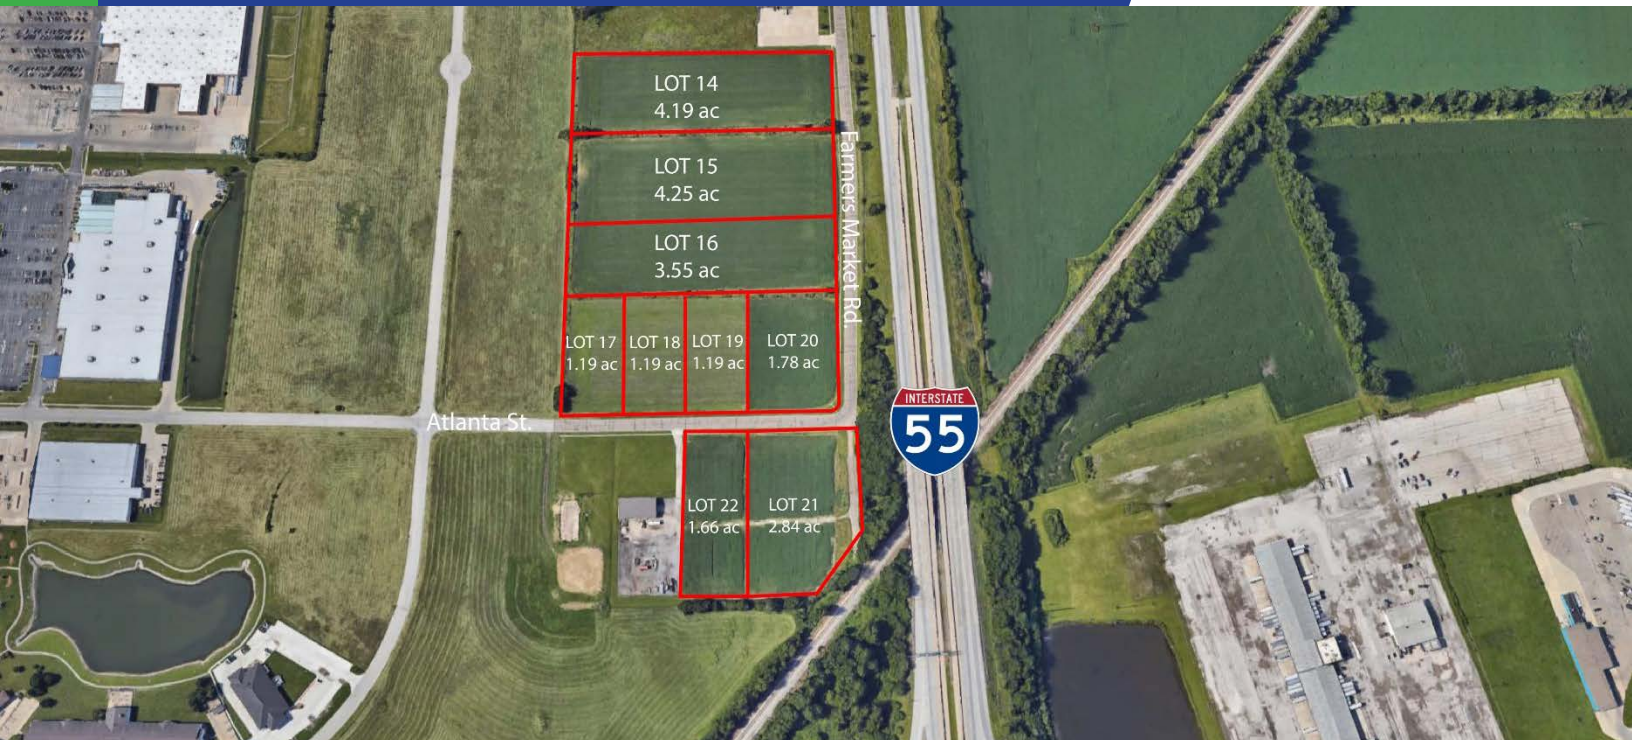 LOT 14
4.19 ac
LOT 15
4.25 ac
Farmers Market Rd.
LOT 16
3.55 ac
LOT 17
1.19 ac
LOT 18
1.19 ac
LOT 19
1.19 ac
LOT 20
1.78 ac
INTERSTATE
55
Atlanta St.
LOT 22
1.66 ac
LOT 21
2.84 ac